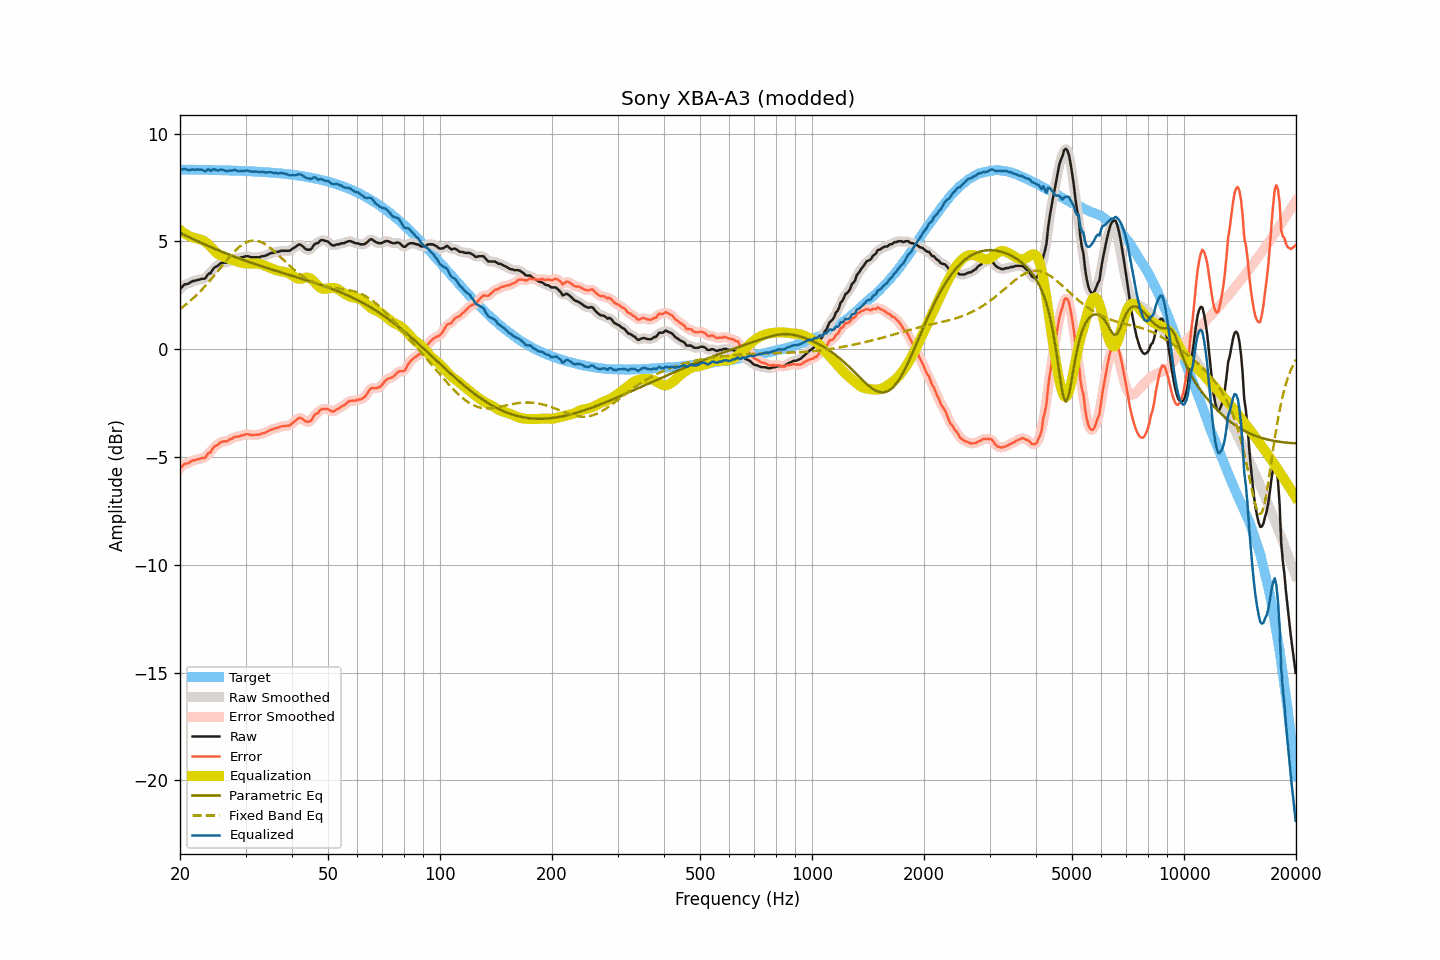 Sony XBA-A3 (modded)
10
5
0
−5
−10
−15
−20
Amplitude (dBr)
Target
Raw Smoothed
Error Smoothed
Raw
Error
Equalization
Parametric Eq
Fixed Band Eq
Equalized
20 50 100 200 500 1000 2000 5000 10000 20000
Frequency (Hz)